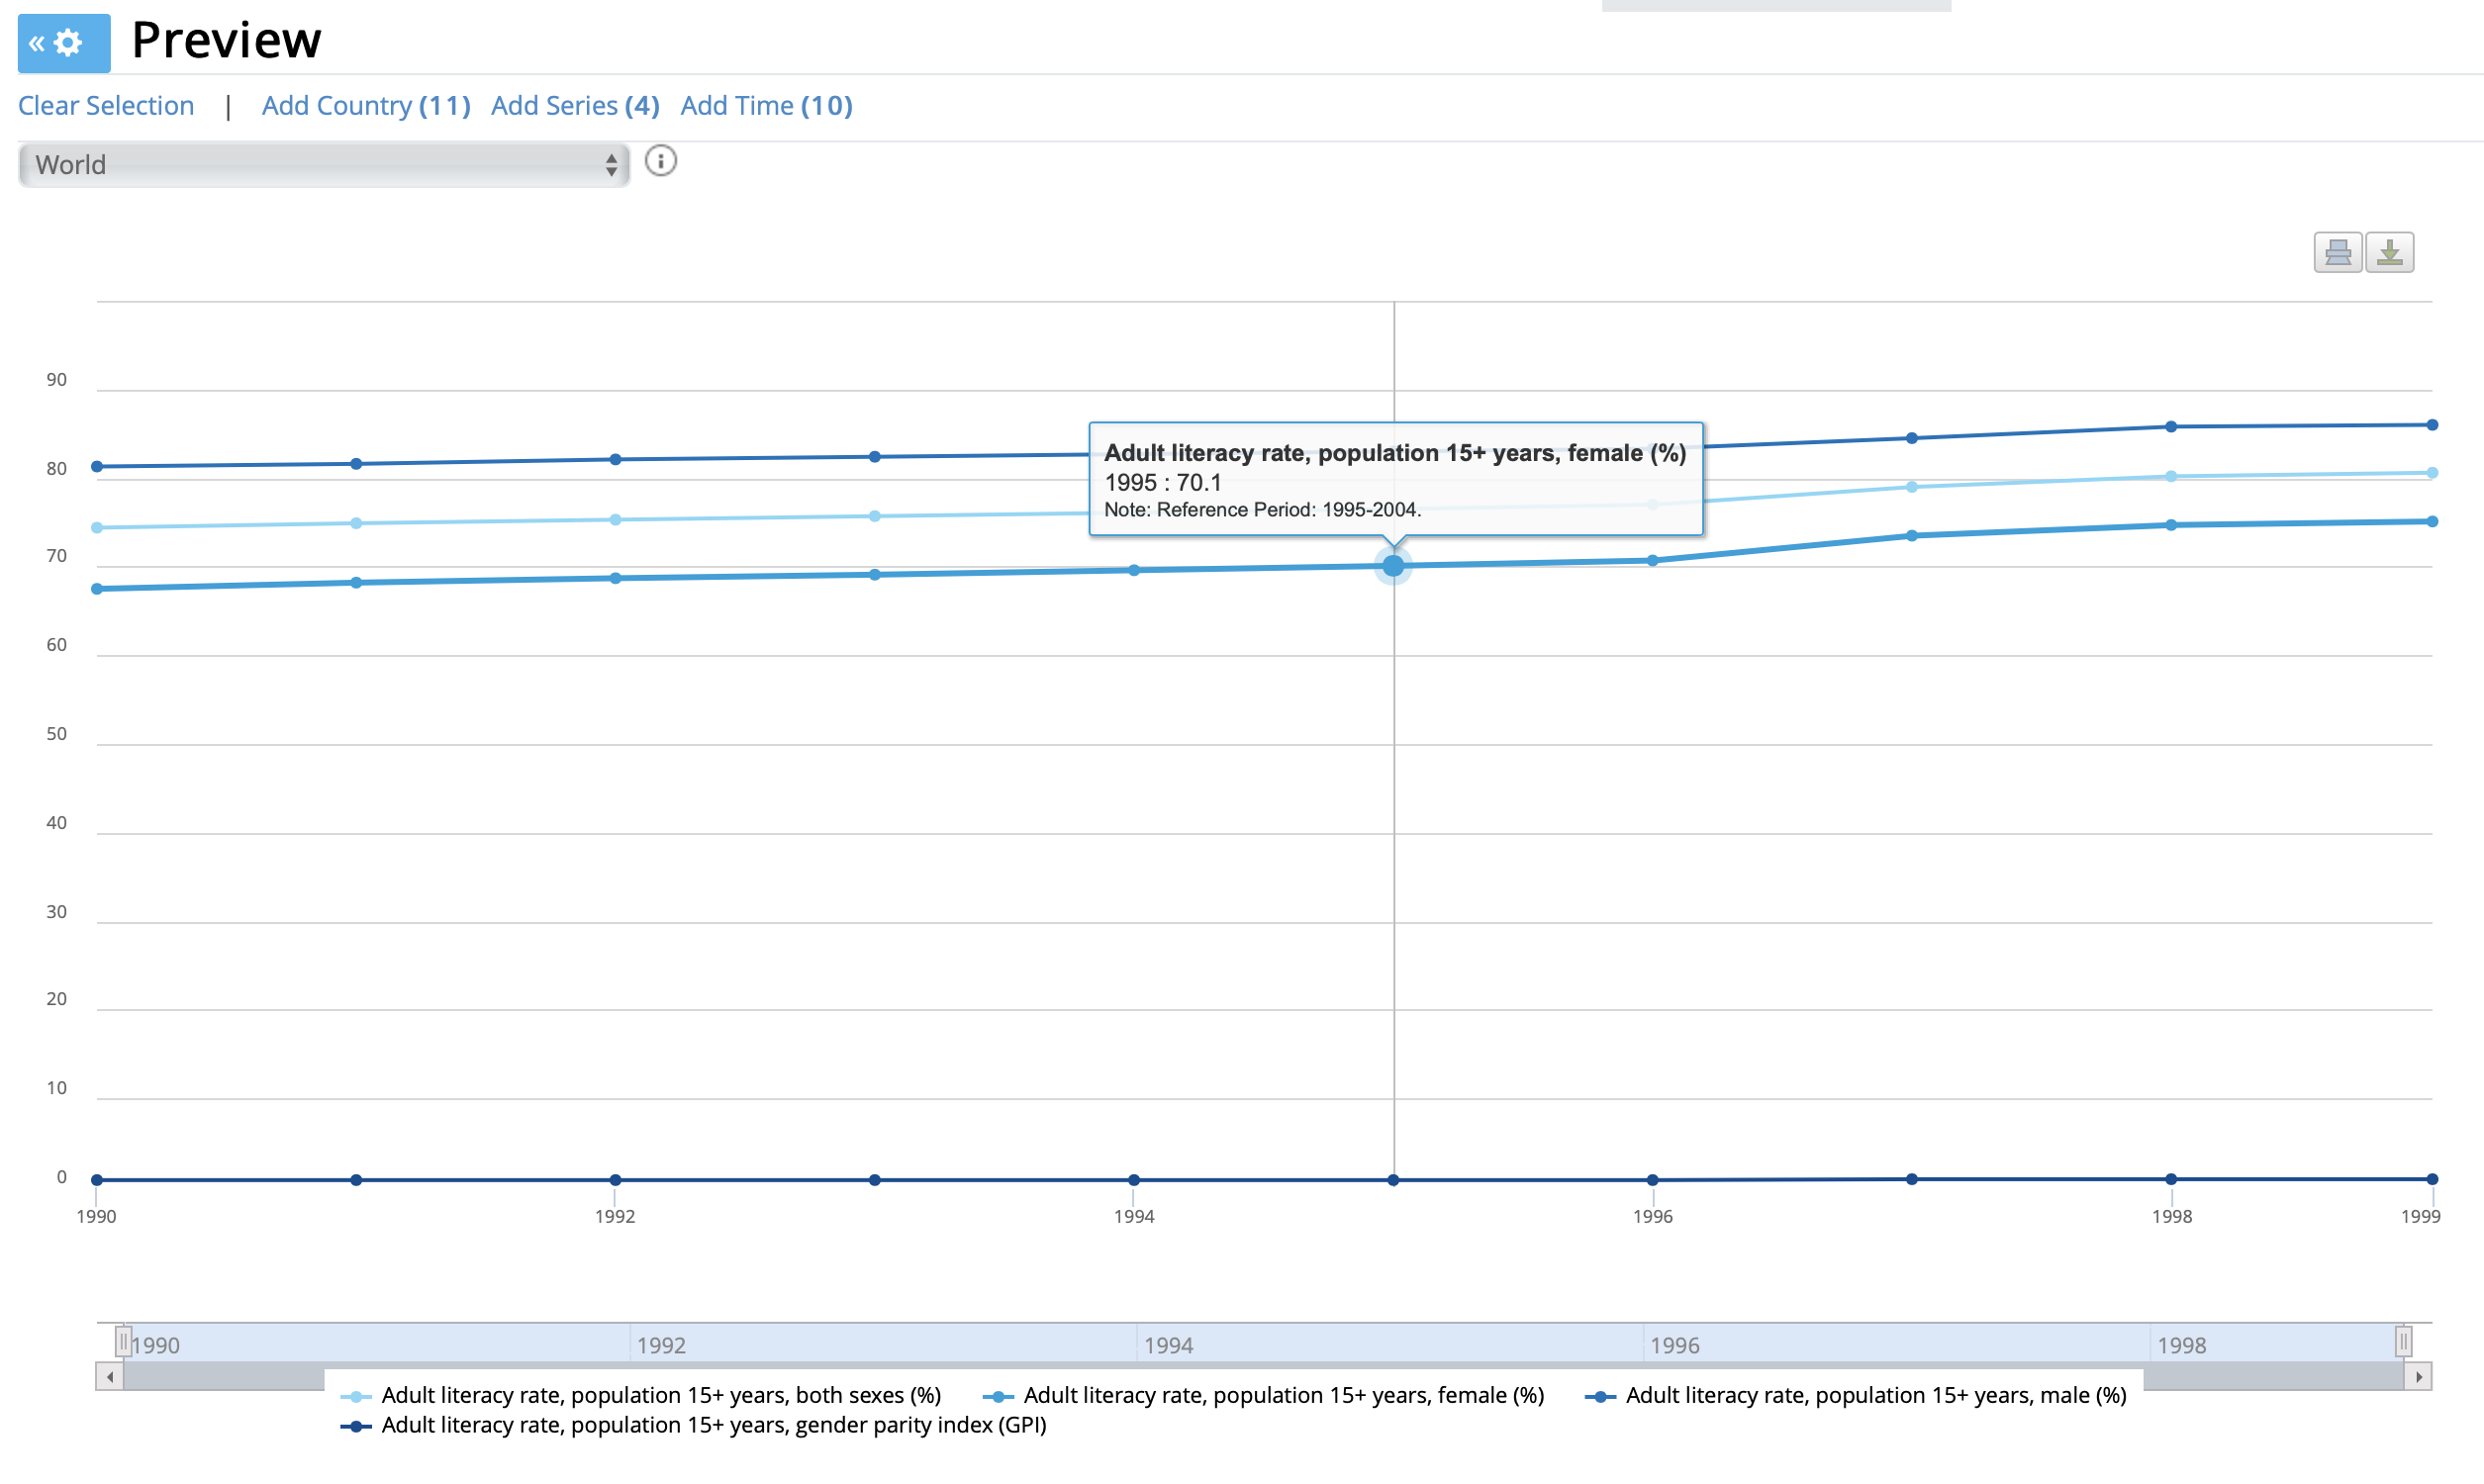 Preview
Clear Selection | Add Country (11) Add Series (4) Add Time (10)
World
90
80
70
60
50
40
30
20
10
0
Adult literacy rate, population 15+ years, female (%)
1995 : 70.1
Note: Reference Period: 1995-2004.
1990 1992 1994 1996 1998 1999
1990 1992 1994 1996 1998
Adult literacy rate, population 15+ years, both sexes (%) Adult literacy rate, population 15+ years, female (%) Adult literacy rate, population 15+ years, male (%)
Adult literacy rate, population 15+ years, gender parity index (GPI)